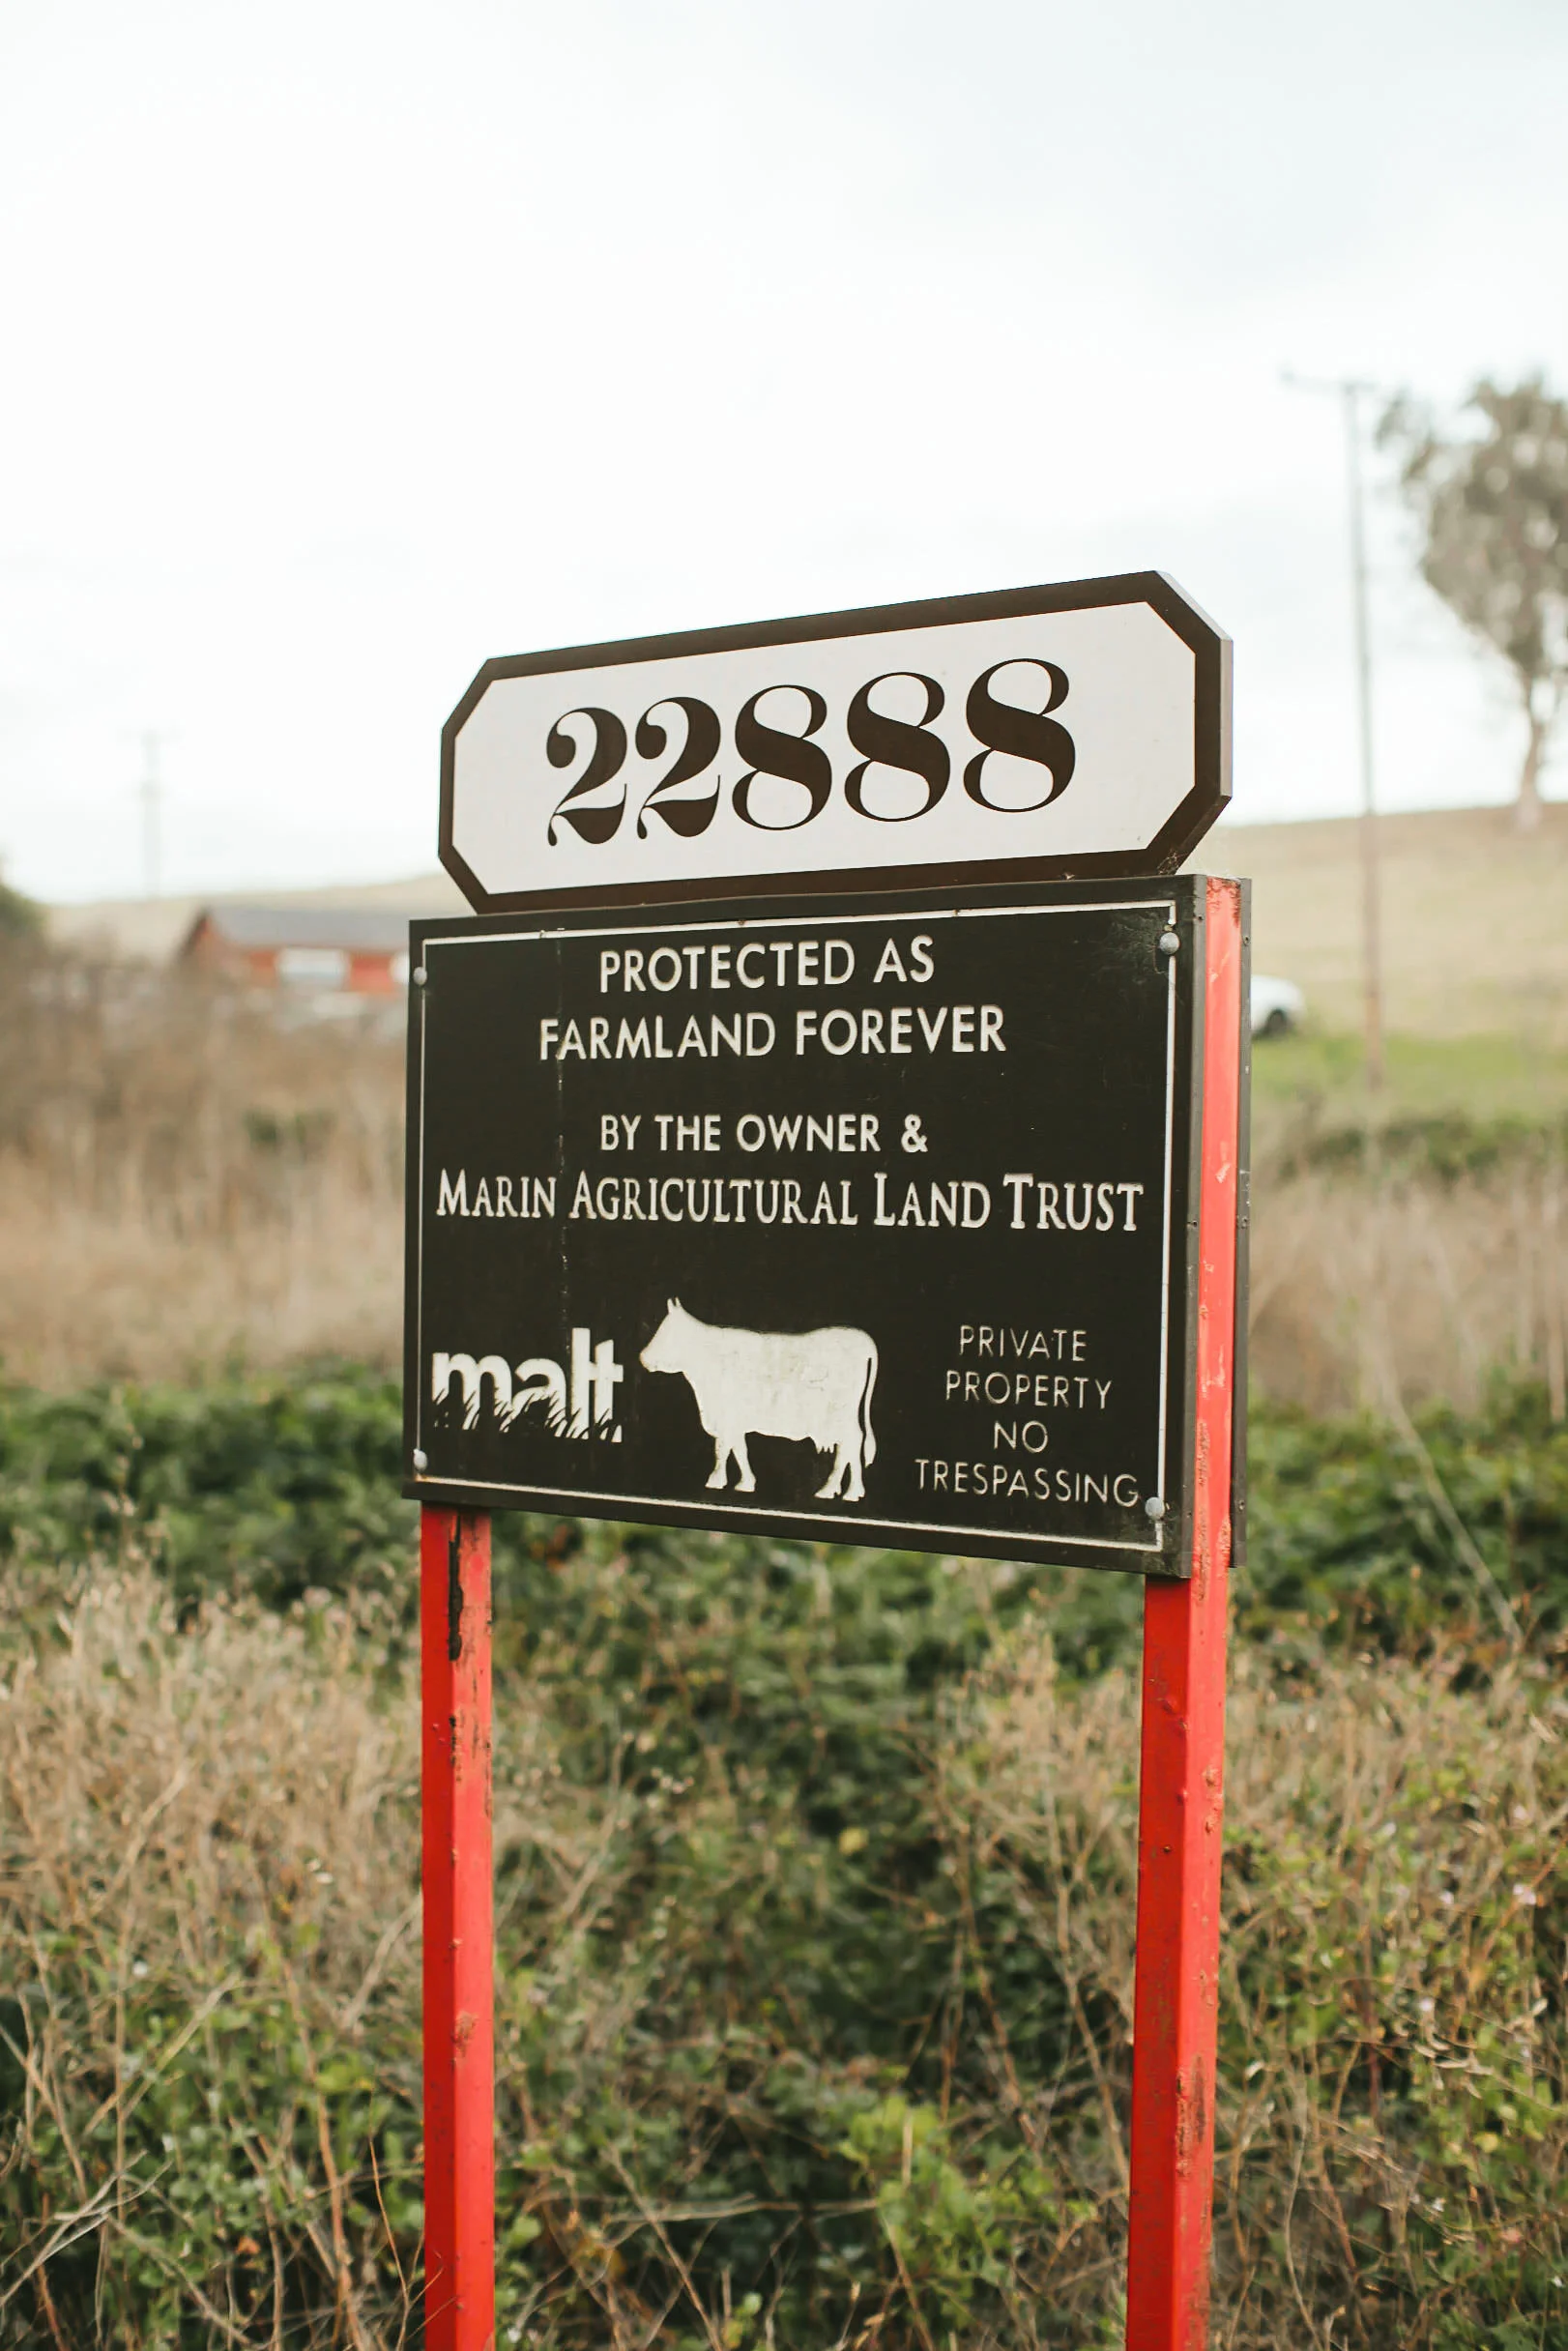 22888
PROTECTED AS
FARMLAND FOREVER
BY THE OWNER &
MARIN AGRICULTURAL LAND TRUST
malt
PRIVATE
PROPERTY
NO
TRESPASSING